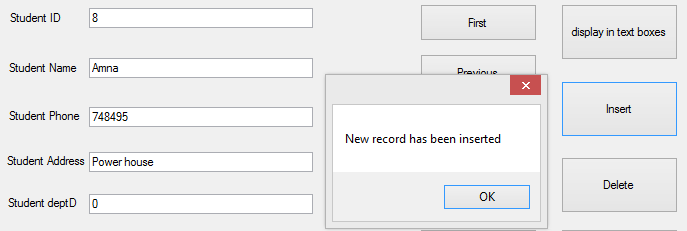 Student ID
8
First
display in text boxes
Student Name
Amna
Previous
New record has been inserted
OK
Insert
Student Phone
748495
Student Address
Power house
Delete
Student deptD
0